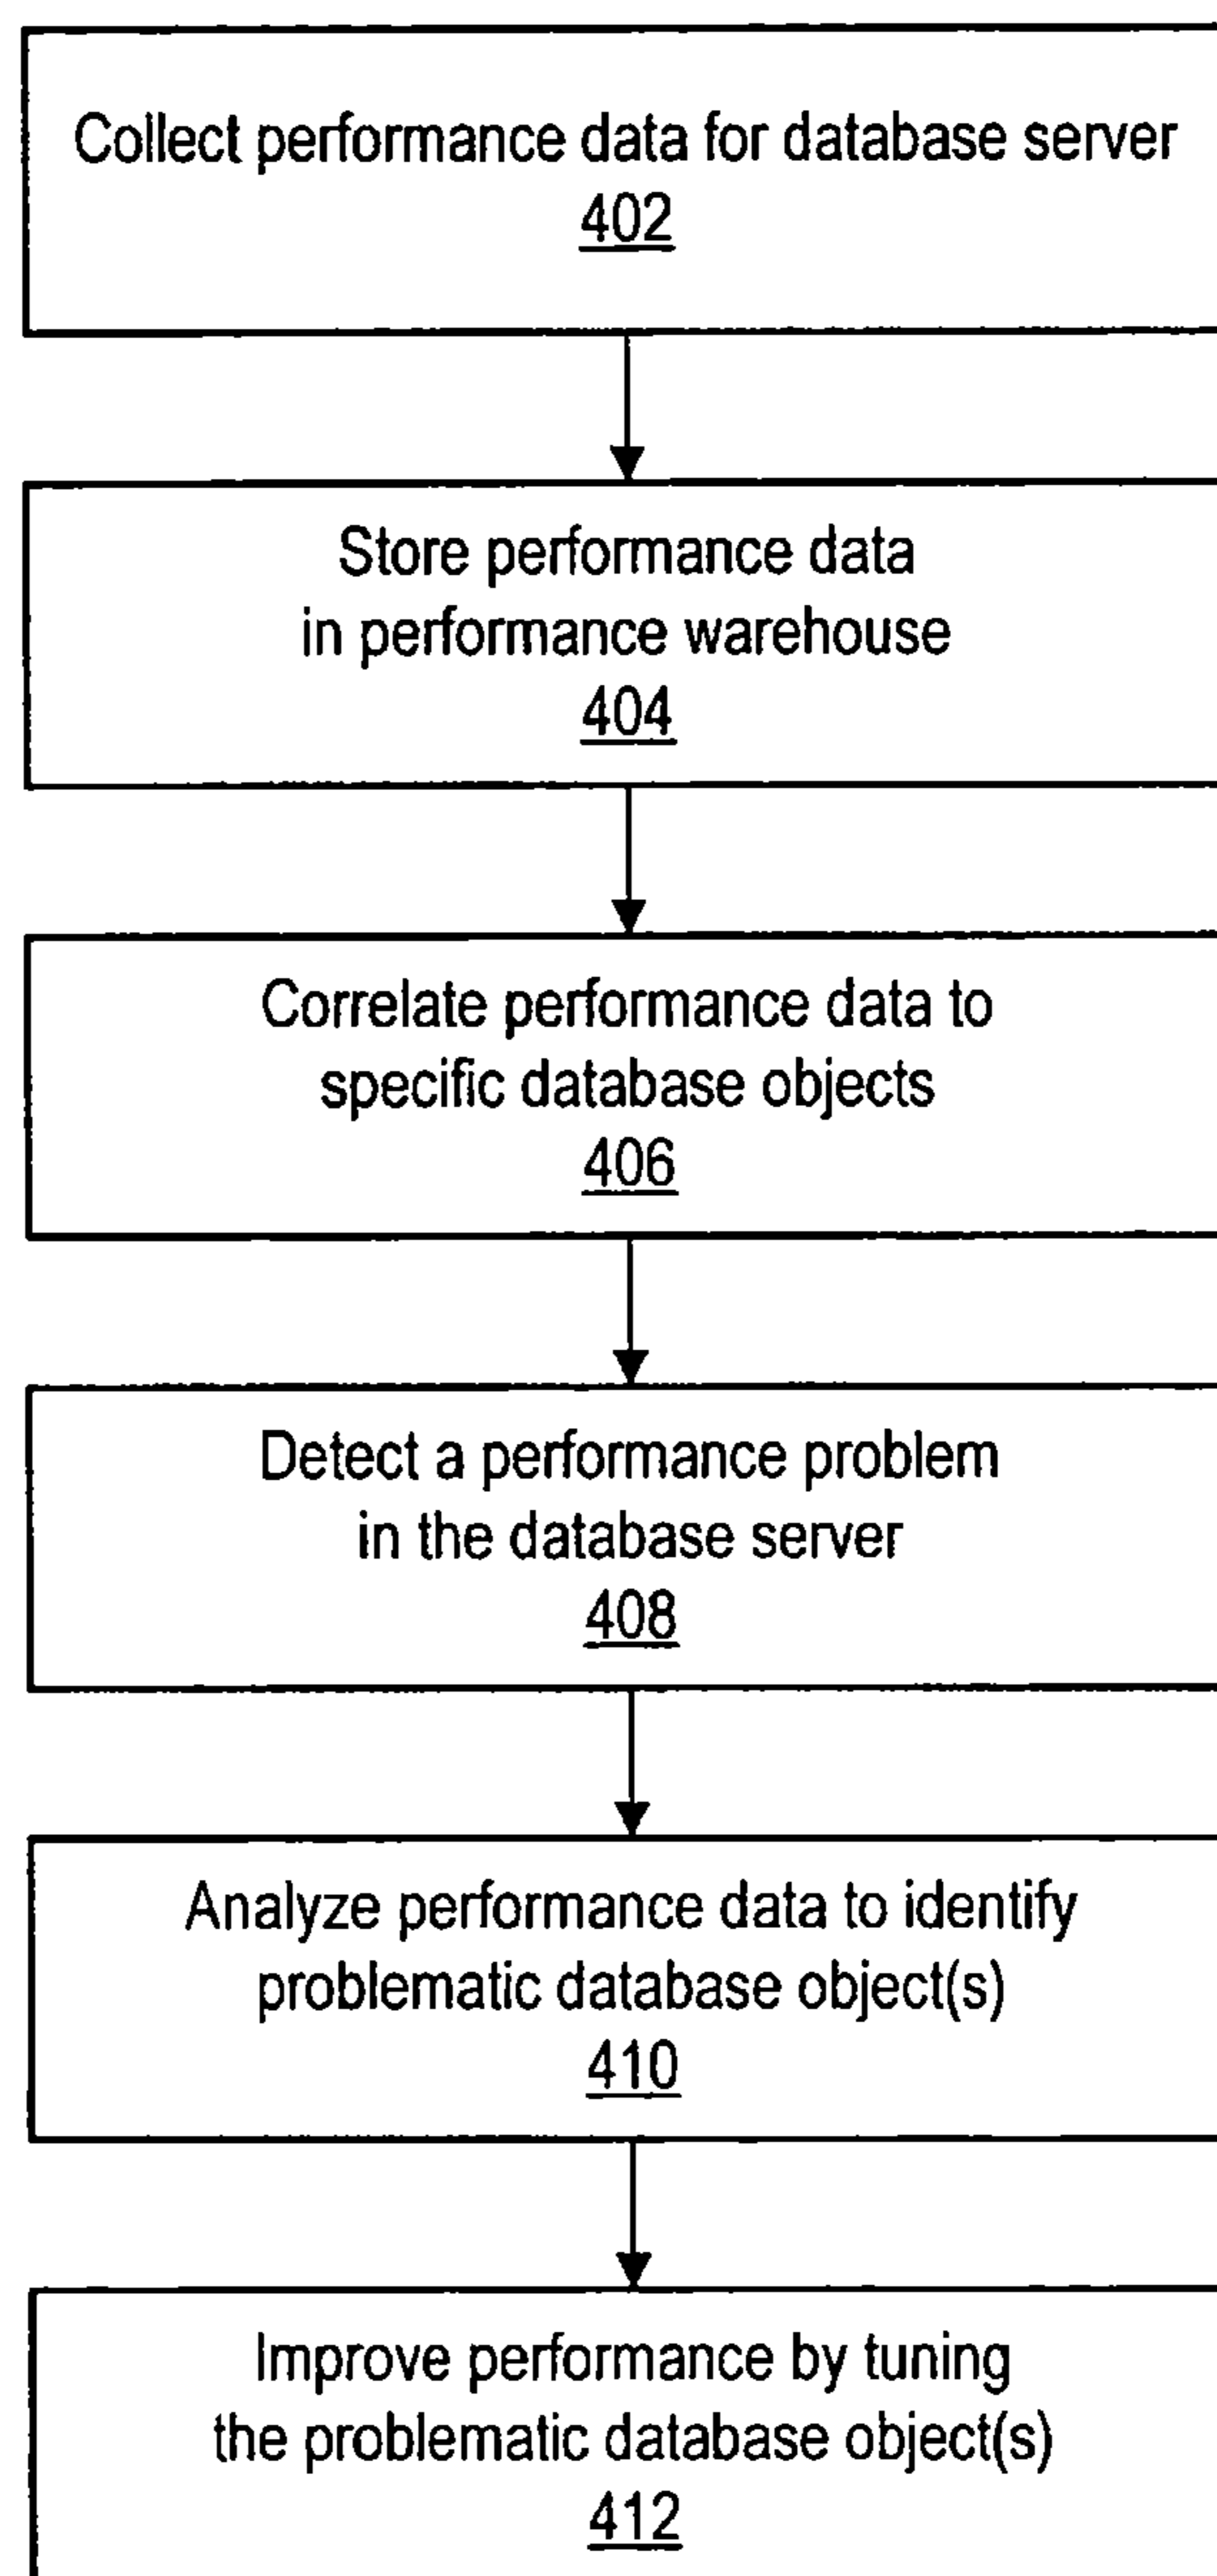 Collect performance data for database server
402
Store performance data
in performance warehouse
404
Correlate performance data to
specific database objects
406
Detect a performance problem
in the database server
408
Analyze performance data to identify
problematic database object(s)
410
Improve performance by tuning
the problematic database object(s)
412